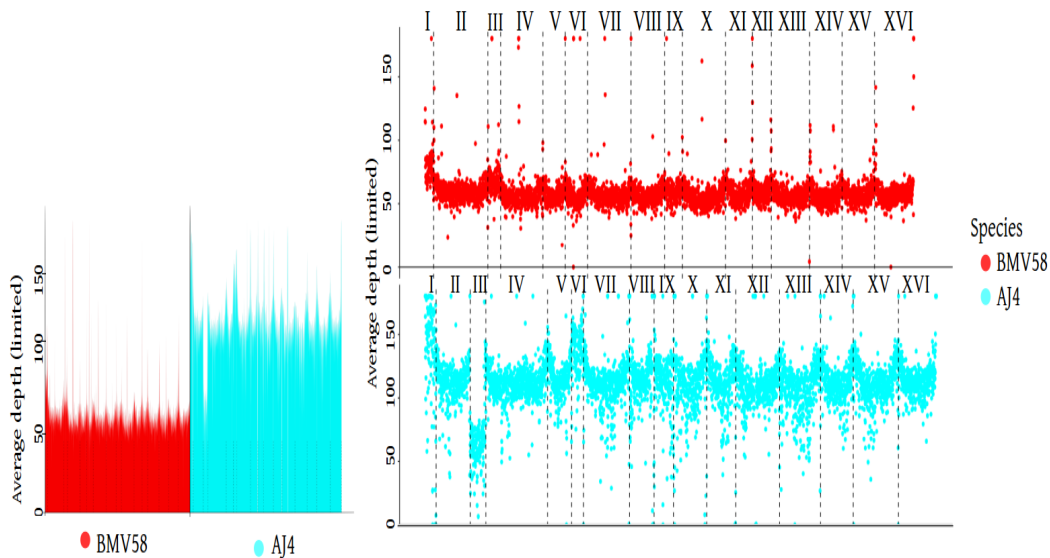 I II III IV V VI VII VIII IX X XI XII XIII XIV XV XVI
Average depth (limited)
0 50 100 150
I II III IV V VI VII VIII IX X XI XII XIII XIV XV XVI
Average depth (limited)
0 50 100 150
Average depth (limited)
0 50 100 150
BMV58 AJ4
Species
BMV58
AJ4